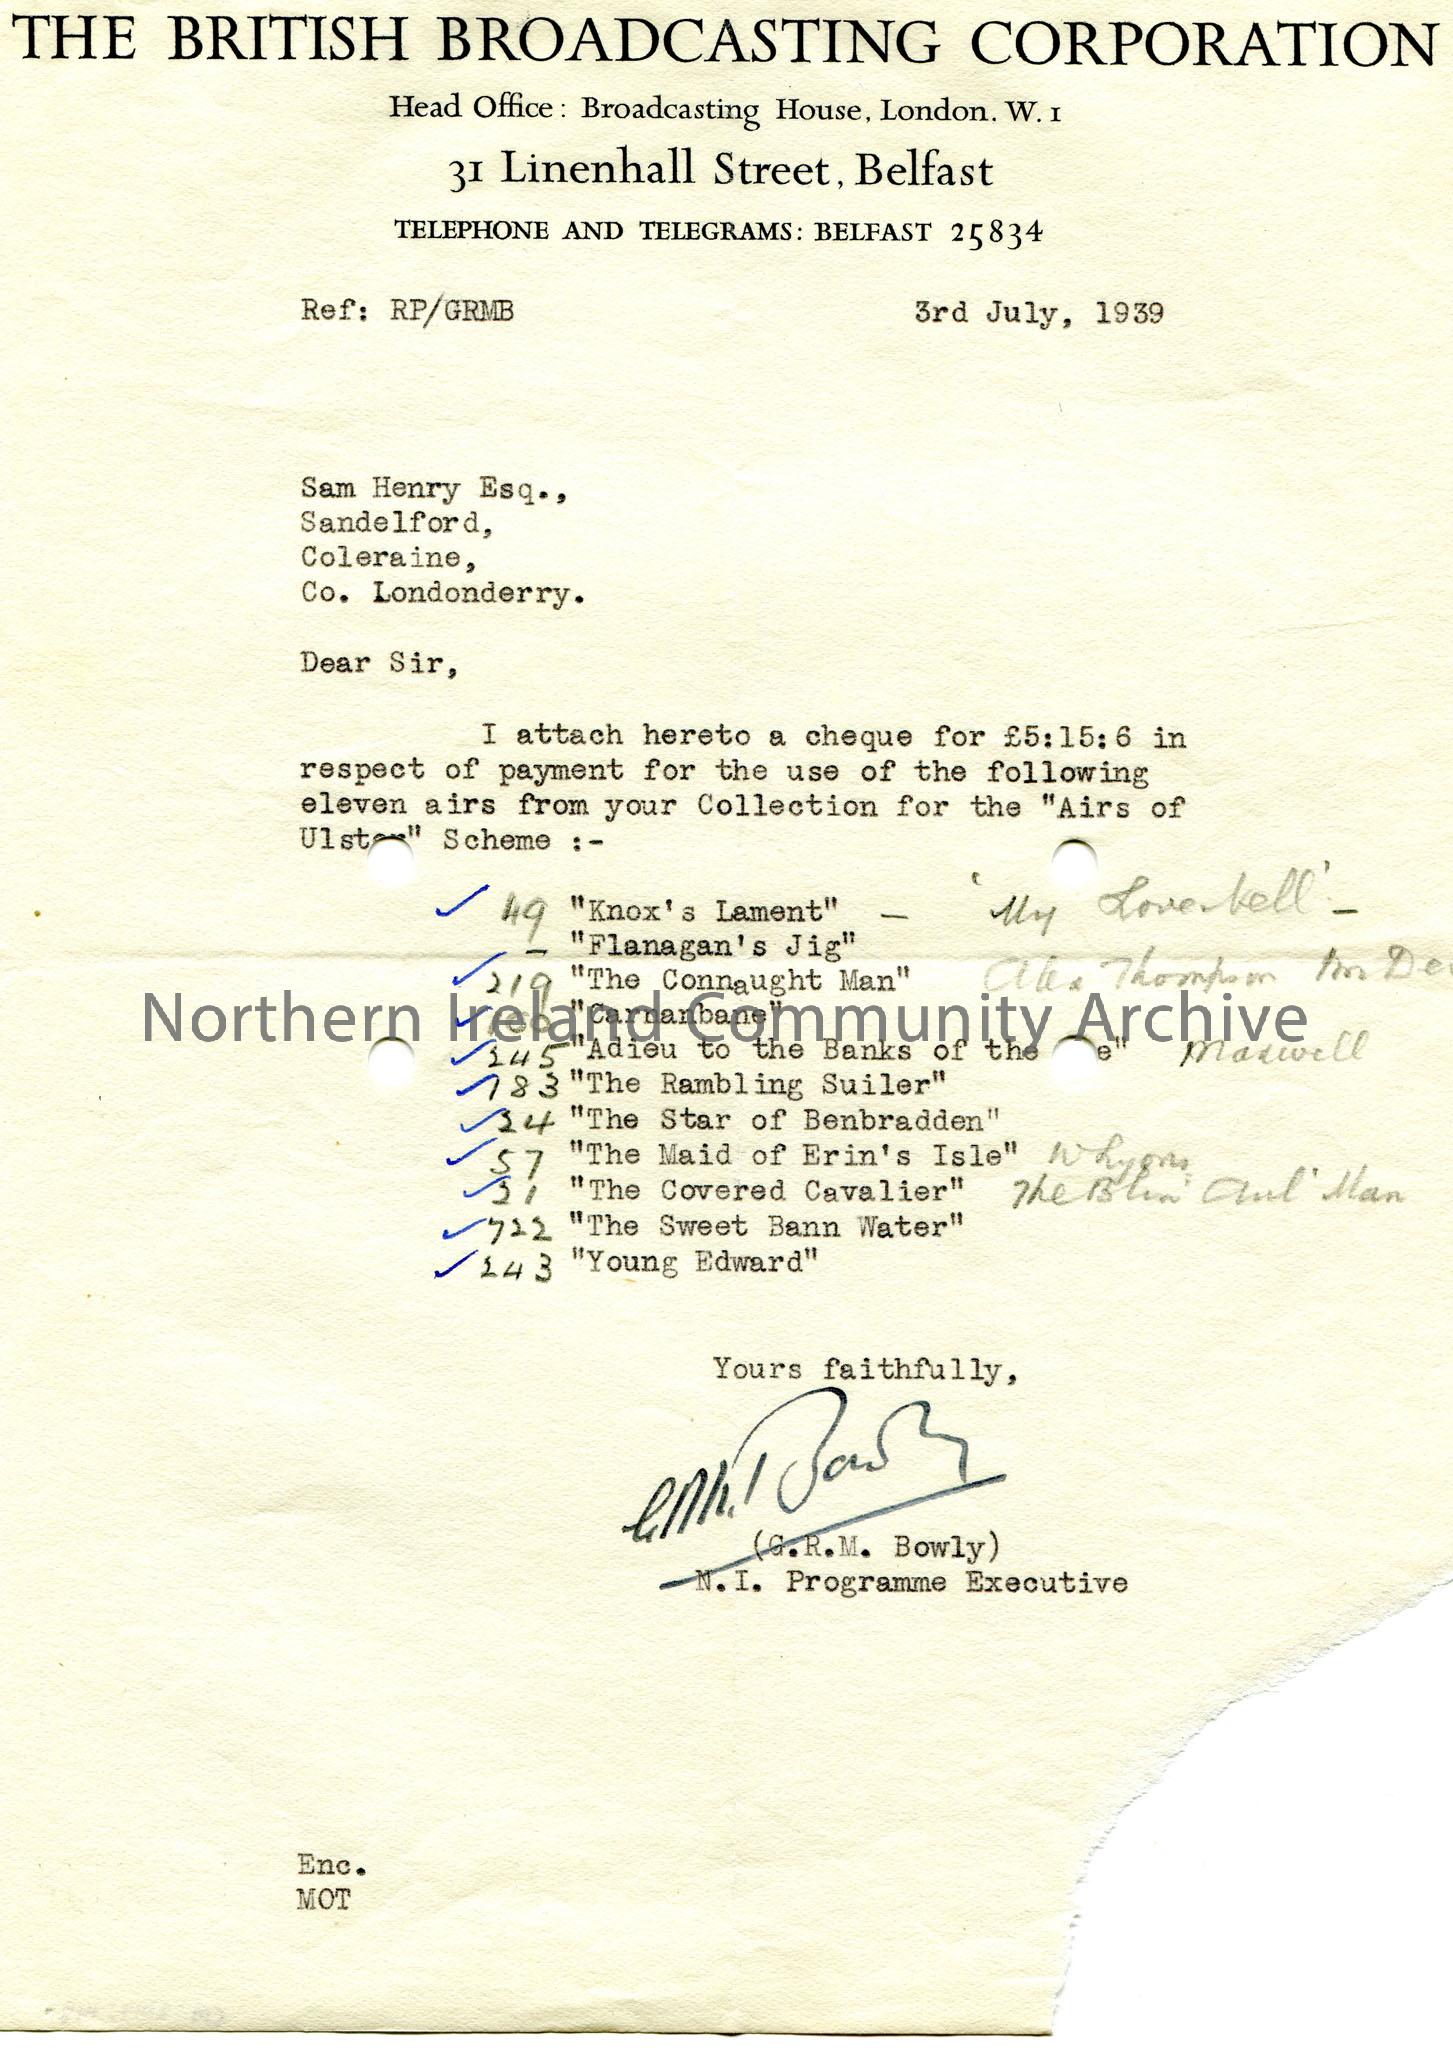 THE BRITISH BROADCASTING CORPORATION
Head Office: Broadcasting House, London. W. 1
31 Linenhall Street, Belfast
TELEPHONE AND TELEGRAMS: BELFAST 25834
Ref: RP/GRMB 3rd July, 1939
Sam Henry Esq.,
Sandelford,
Coleraine,
Co. Londonderry.
Dear Sir,
I attach hereto a cheque for £5:15:6 in
respect of payment for the use of the following
eleven airs from your Collection for the "Airs of
Ulster" Scheme :-
✓ 49 "Knox's Lament" — 'My Love Nell' —
— "Flanagan's Jig"
✓ 219 "The Connaught Man" Alex Thompson
✓ "Carnanbane"
✓ 245 "Adieu to the Banks of the e" Maxwell
✓ 783 "The Rambling Suiler"
✓ 24 "The Star of Benbradden"
✓ 57 "The Maid of Erin's Isle" W Lyons
✓ 31 "The Covered Cavalier" The Blin' Aul' Man
✓ 722 "The Sweet Bann Water"
✓ 243 "Young Edward"
Yours faithfully,
G.R.M. Bowly
(G.R.M. Bowly)
N.I. Programme Executive
Enc.
MOT
Northern Ireland Community Archive